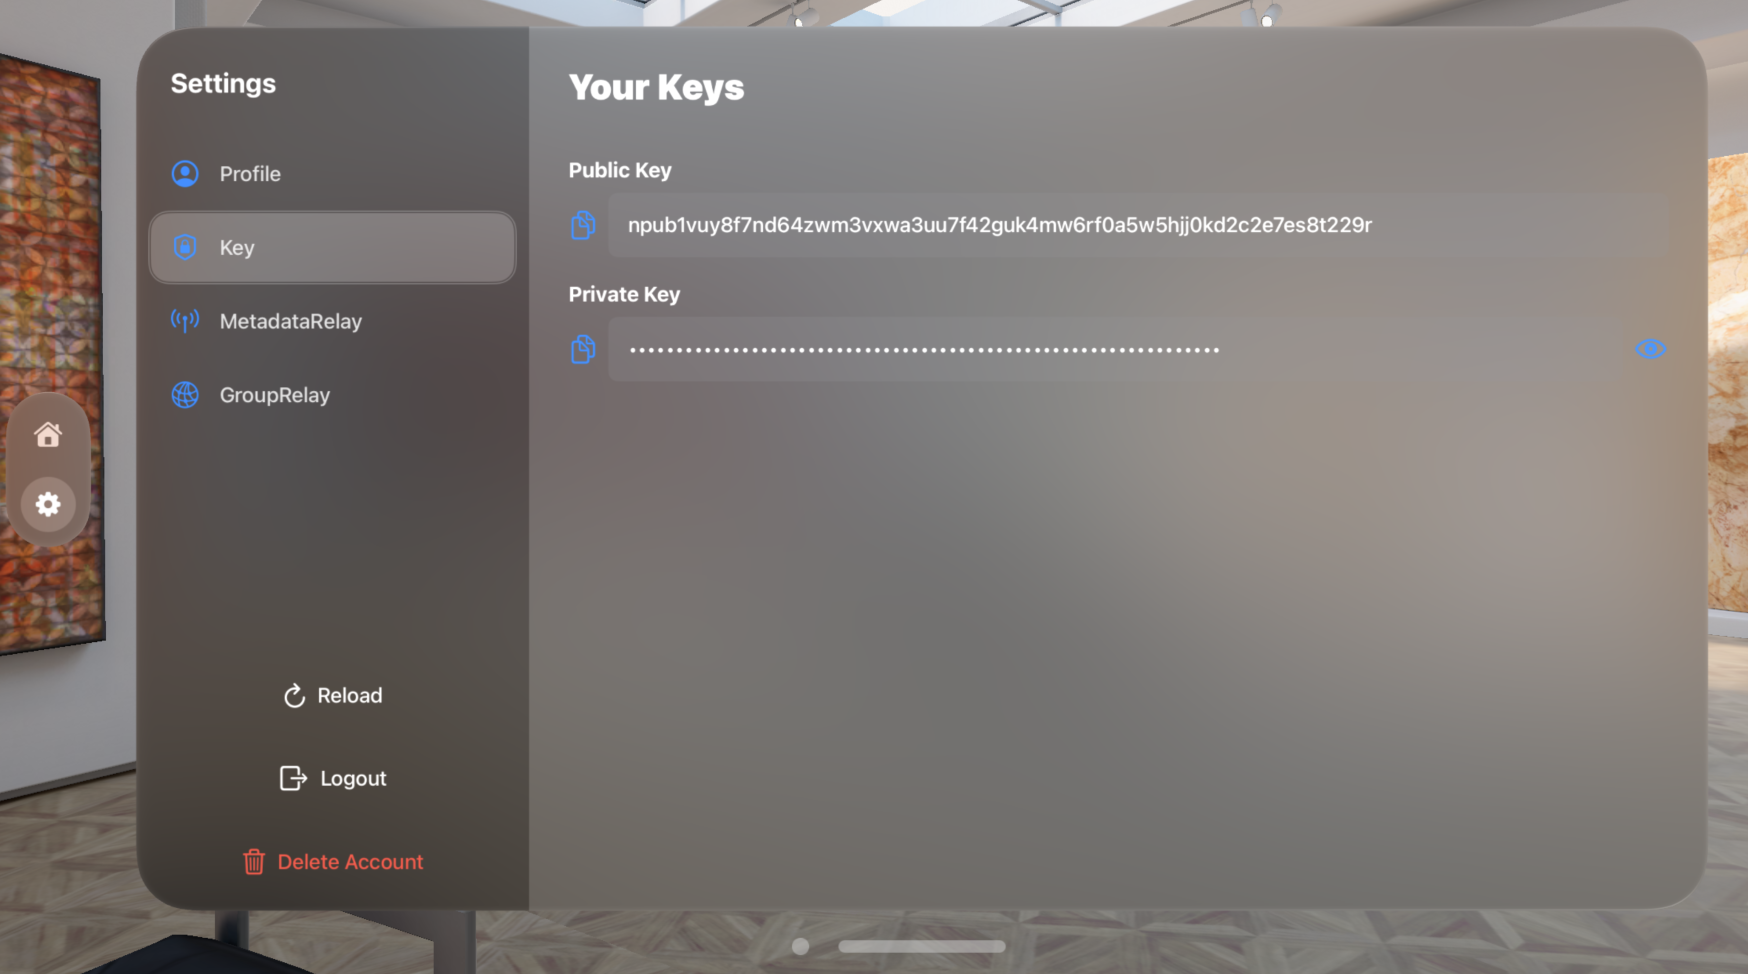 Settings
Profile
Key
MetadataRelay
GroupRelay
Reload
Logout
Delete Account
Your Keys
Public Key
npub1vuy8f7nd64zwm3vxwa3uu7f42guk4mw6rf0a5w5hjj0kd2c2e7es8t229r
Private Key